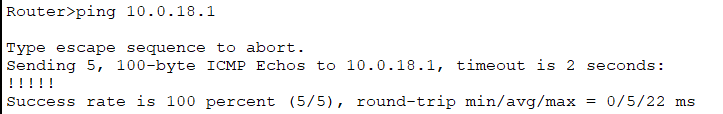 Router>ping 10.0.18.1
Type escape sequence to abort.
Sending 5, 100-byte ICMP Echos to 10.0.18.1, timeout is 2 seconds:
!!!!!
Success rate is 100 percent (5/5), round-trip min/avg/max = 0/5/22 ms